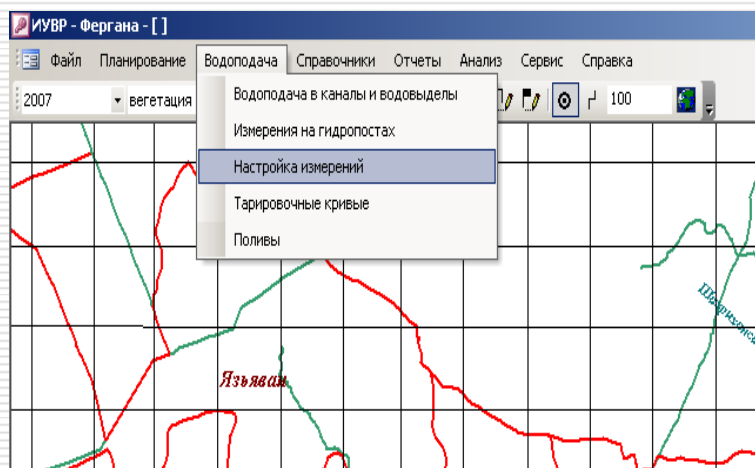 ИУВР - Фергана - [ ]
Файл Планирование Водоподача Справочники Отчеты Анализ Сервис Справка
2007 вегетация 100
Водоподача в каналы и водовыделы
Измерения на гидропостах
Настройка измерений
Тарировочные кривые
Поливы
Язъяван